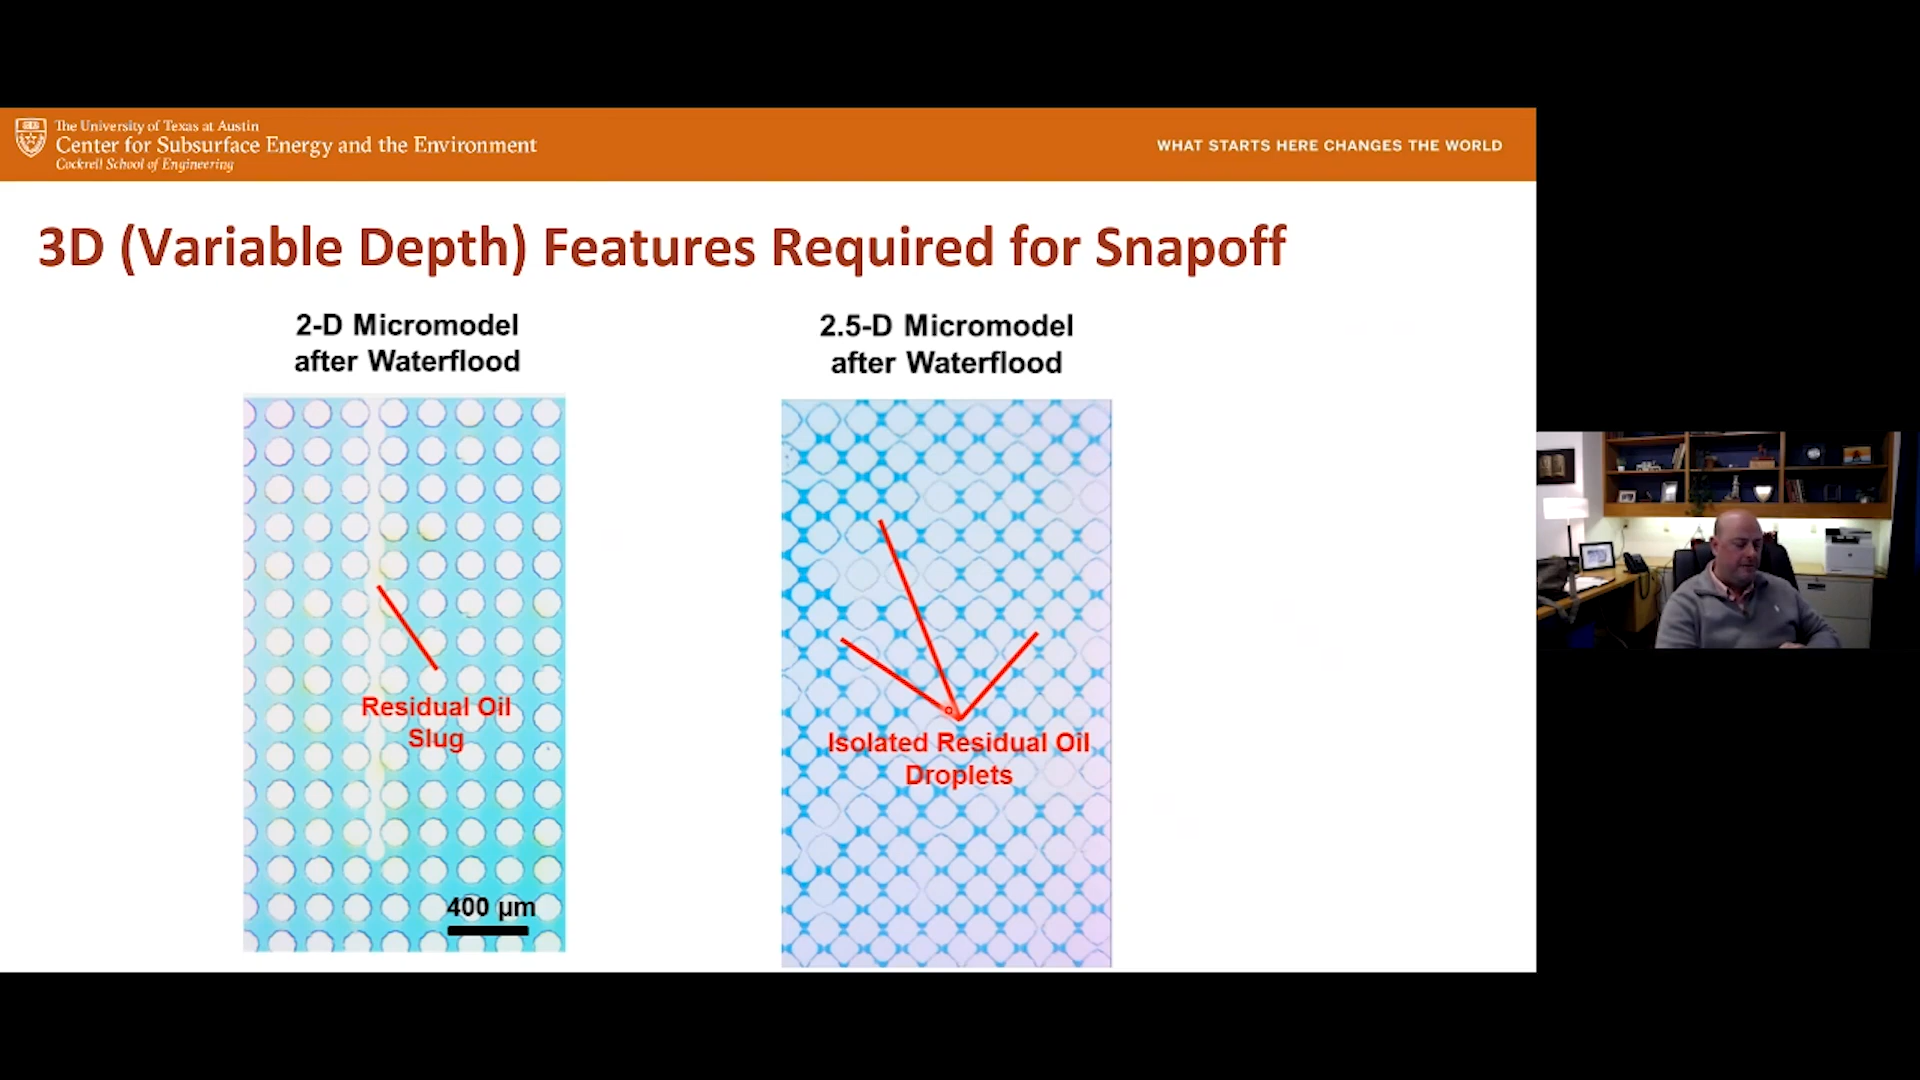 The University of Texas at Austin
Center for Subsurface Energy and the Environment
Cockrell School of Engineering
WHAT STARTS HERE CHANGES THE WORLD
3D (Variable Depth) Features Required for Snapoff
2-D Micromodel
after Waterflood
2.5-D Micromodel
after Waterflood
Residual Oil
Slug
400 µm
Isolated Residual Oil
Droplets